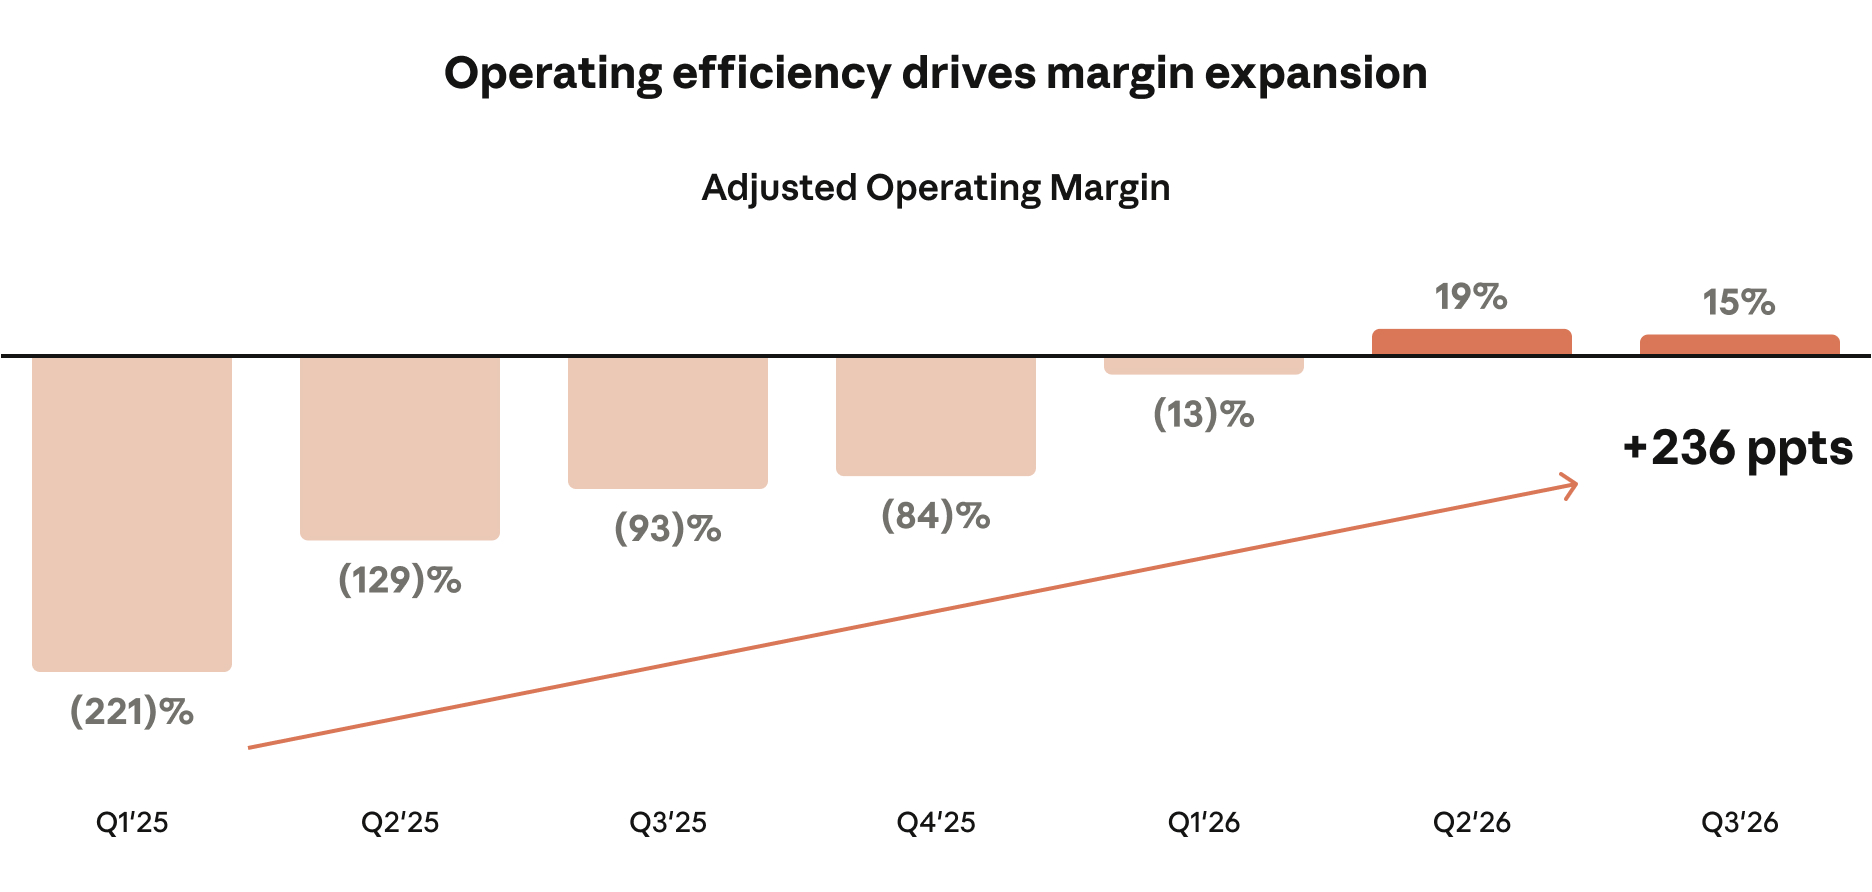 Operating efficiency drives margin expansion
Adjusted Operating Margin
19%
15%
(13)%
+236 ppts
(84)%
(93)%
(129)%
(221)%
Q1'25
Q2'25
Q3'25
Q4'25
Q1'26
Q2'26
Q3'26